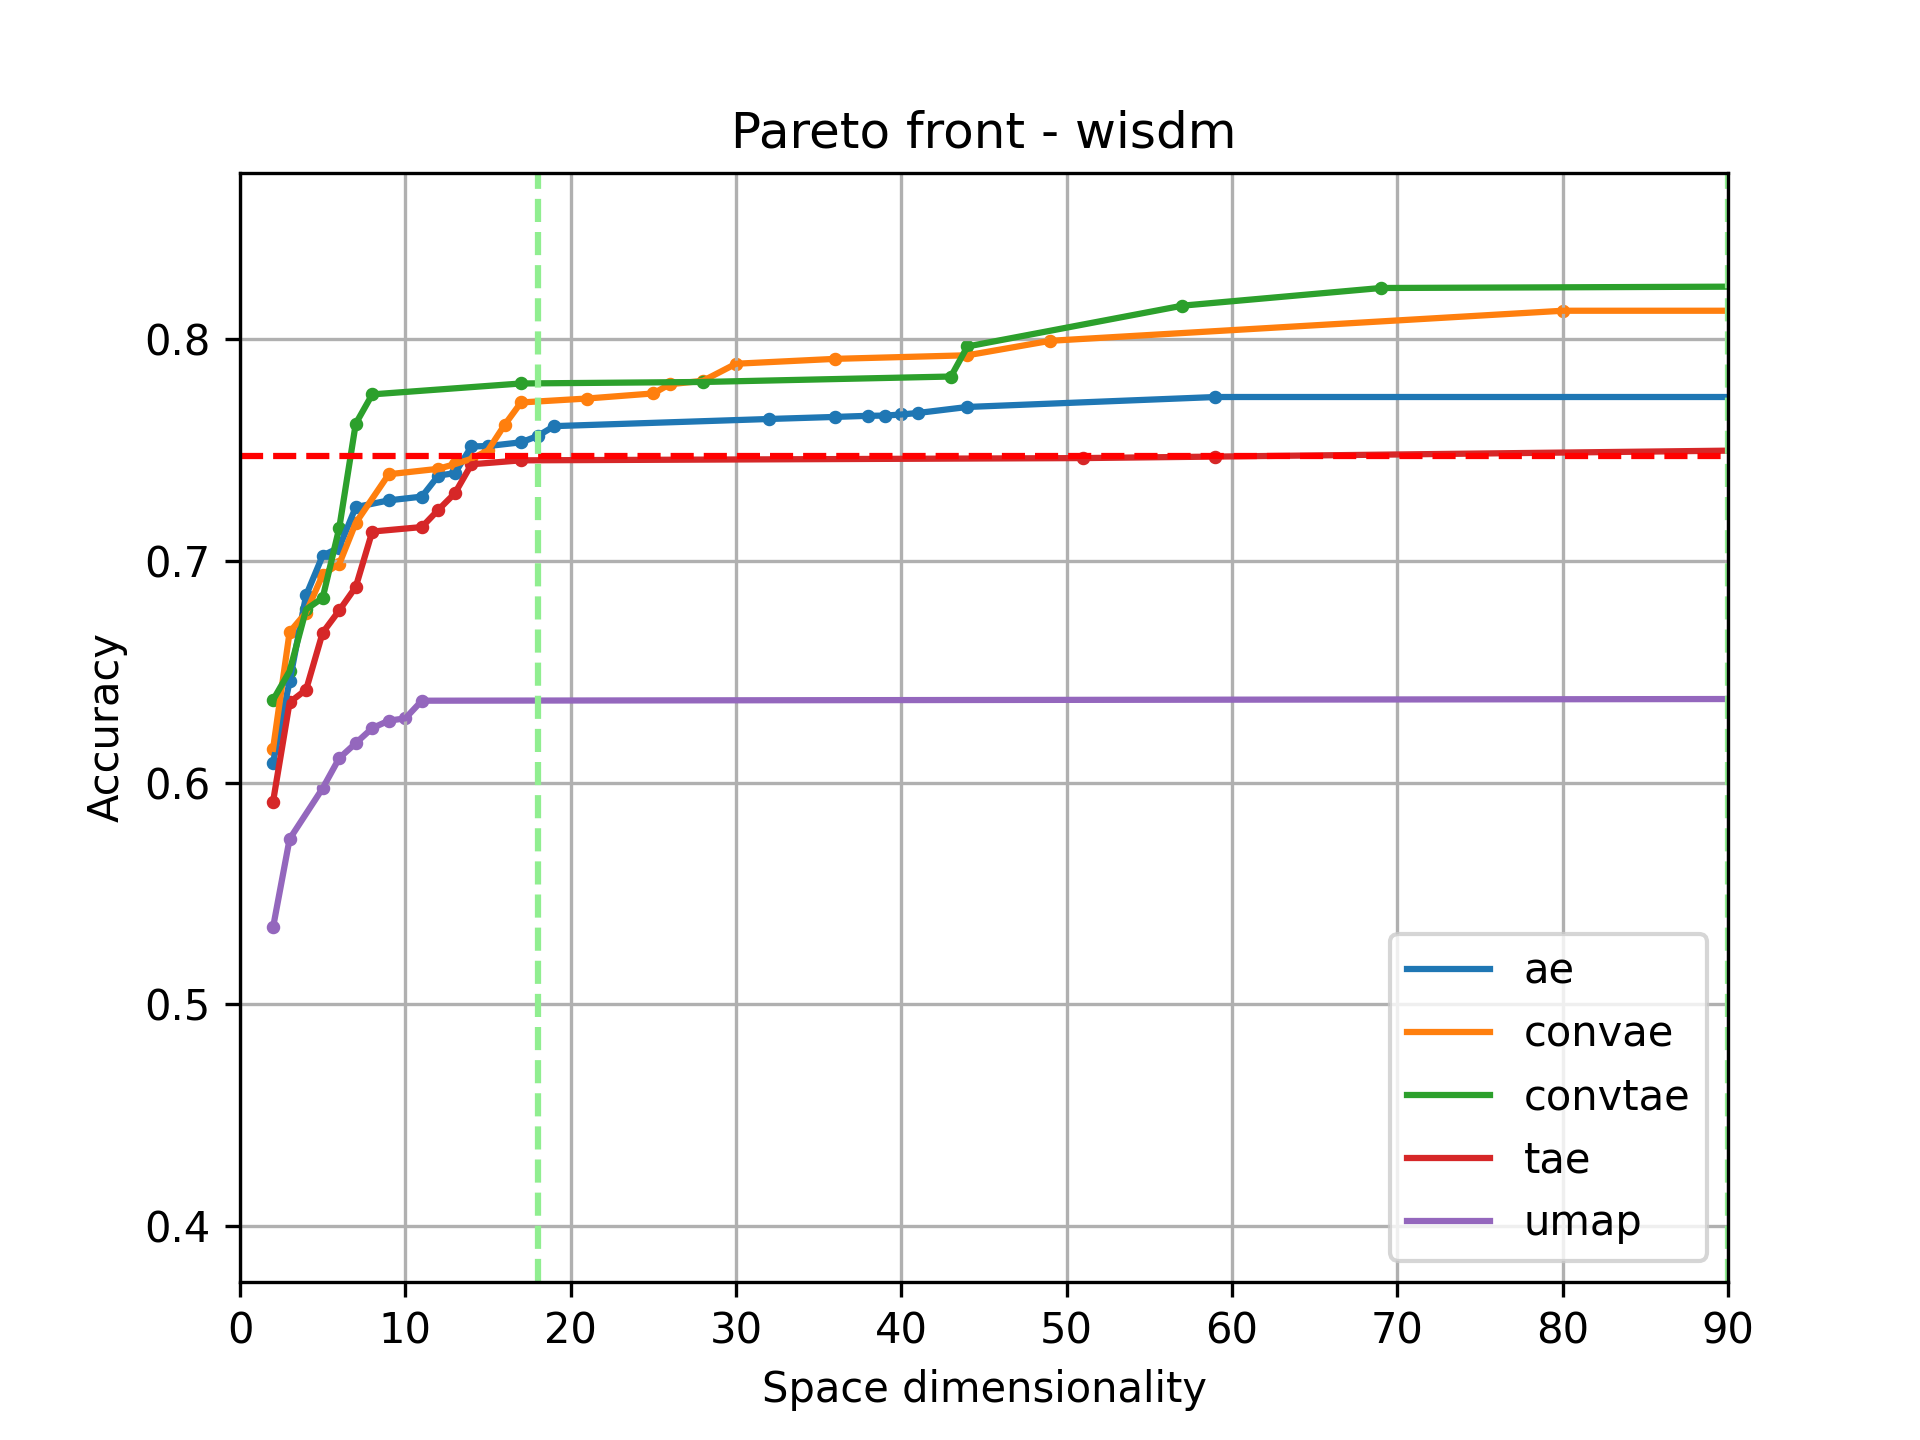 Pareto front - wisdm
Accuracy
0.8
0.7
0.6
0.5
0.4
0 10 20 30 40 50 60 70 80 90
Space dimensionality
ae
convae
convtae
tae
umap